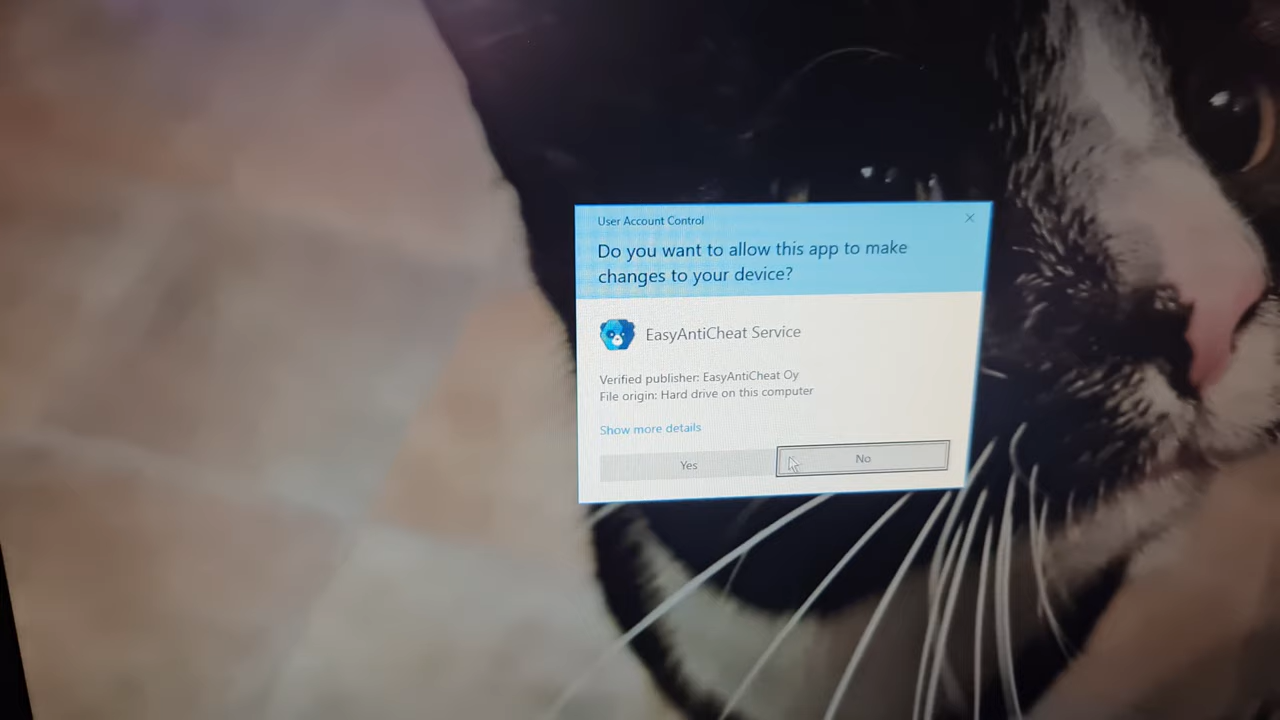 User Account Control
Do you want to allow this app to make
changes to your device?
EasyAntiCheat Service
Verified publisher: EasyAntiCheat Oy
File origin: Hard drive on this computer
Show more details
Yes
No